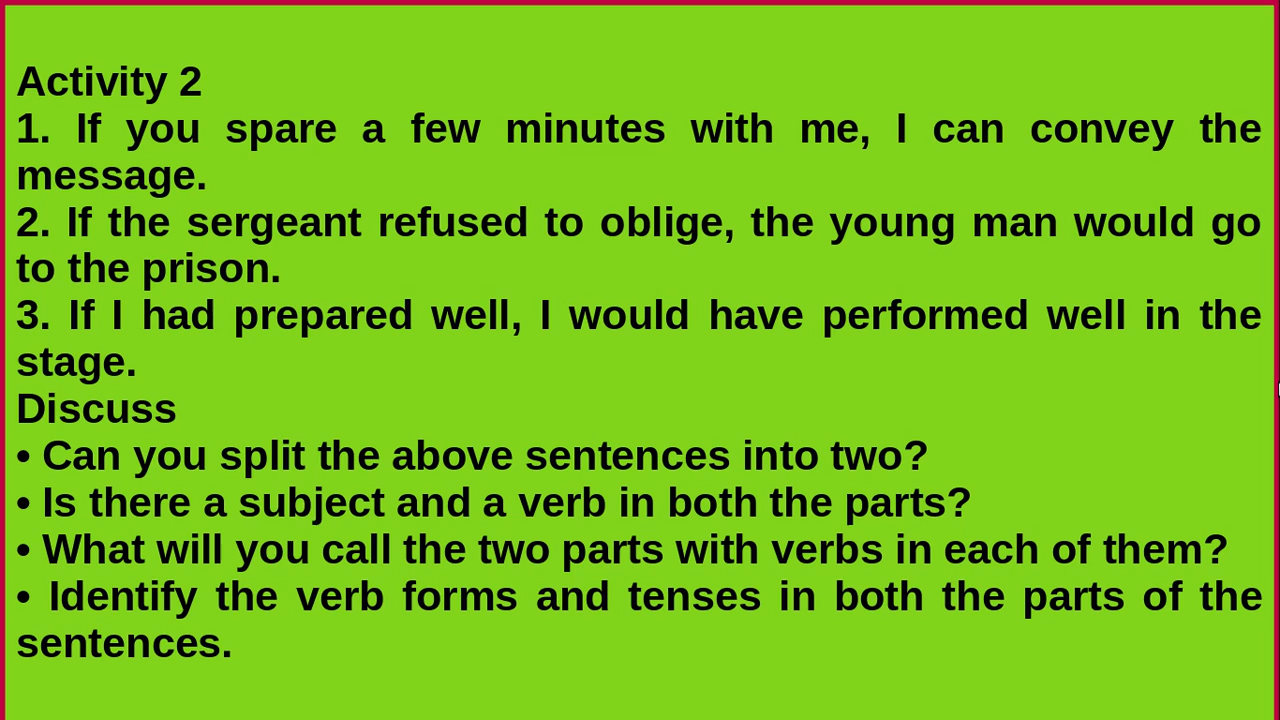 Activity 2
1. If you spare a few minutes with me, I can convey the
message.
2. If the sergeant refused to oblige, the young man would go
to the prison.
3. If I had prepared well, I would have performed well in the
stage.
Discuss
• Can you split the above sentences into two?
• Is there a subject and a verb in both the parts?
• What will you call the two parts with verbs in each of them?
• Identify the verb forms and tenses in both the parts of the
sentences.